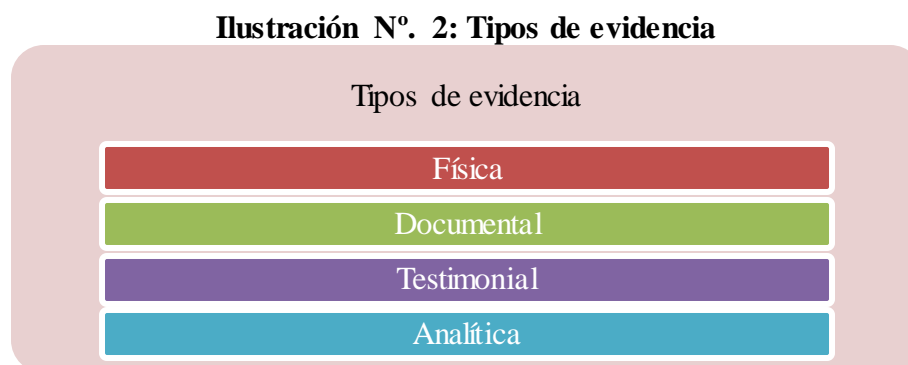 Ilustración Nº. 2: Tipos de evidencia
Tipos de evidencia
Física
Documental
Testimonial
Analítica